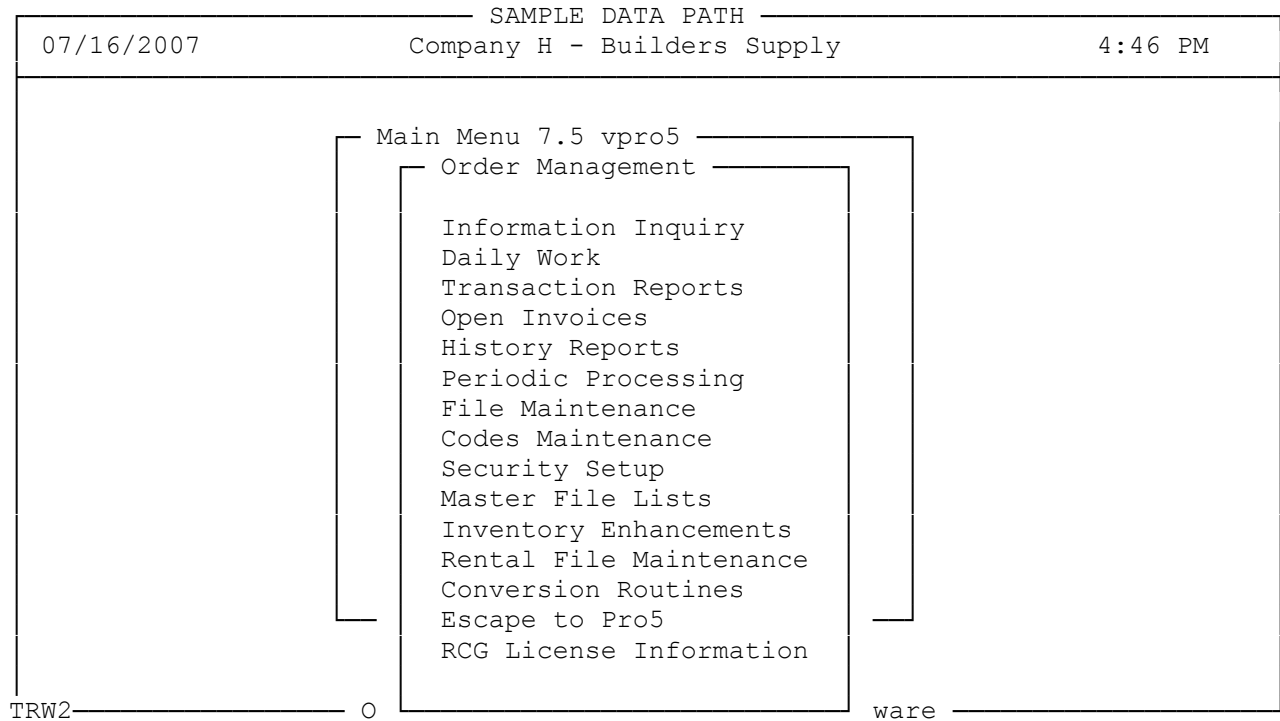 SAMPLE DATA PATH
07/16/2007 Company H - Builders Supply 4:46 PM
Main Menu 7.5 vpro5
Order Management
Information Inquiry
Daily Work
Transaction Reports
Open Invoices
History Reports
Periodic Processing
File Maintenance
Codes Maintenance
Security Setup
Master File Lists
Inventory Enhancements
Rental File Maintenance
Conversion Routines
Escape to Pro5
RCG License Information
TRW2 O ware